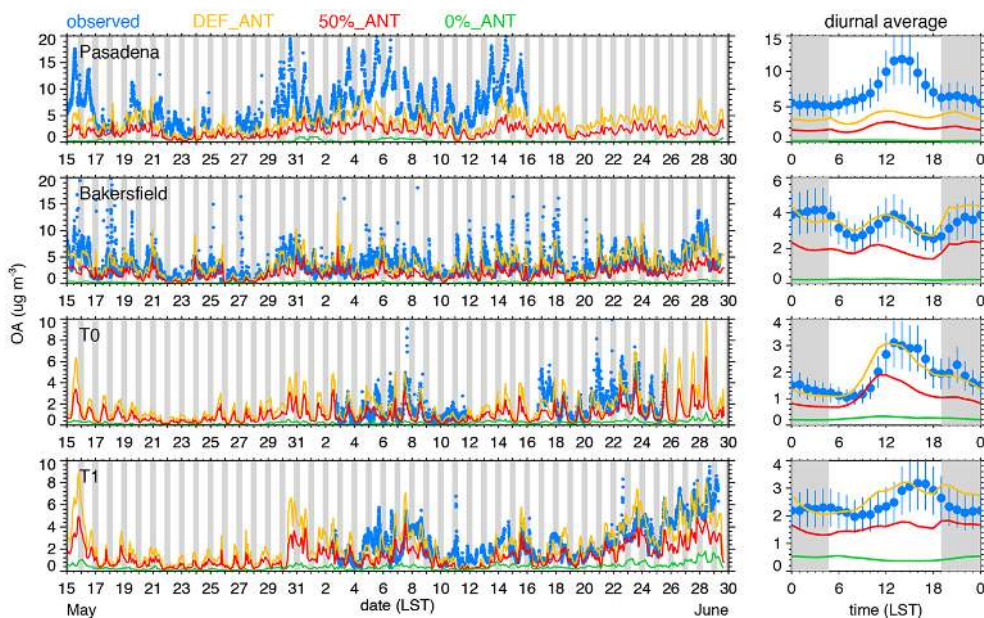 observed DEF_ANT 50%_ANT 0%_ANT diurnal average
20 15 10 5 0
Pasadena
15 10 5 0
15 17 19 21 23 25 27 29 31 2 4 6 8 10 12 14 16 18 20 22 24 26 28 30
0 6 12 18 0
20 15 10 5 0
Bakersfield
6 4 2 0
15 17 19 21 23 25 27 29 31 2 4 6 8 10 12 14 16 18 20 22 24 26 28 30
0 6 12 18 0
OA (ug m-3)
10 8 6 4 2 0
T0
4 3 2 1 0
15 17 19 21 23 25 27 29 31 2 4 6 8 10 12 14 16 18 20 22 24 26 28 30
0 6 12 18 0
10 8 6 4 2 0
T1
4 3 2 1 0
15 17 19 21 23 25 27 29 31 2 4 6 8 10 12 14 16 18 20 22 24 26 28 30
0 6 12 18 0
May date (LST) June time (LST)